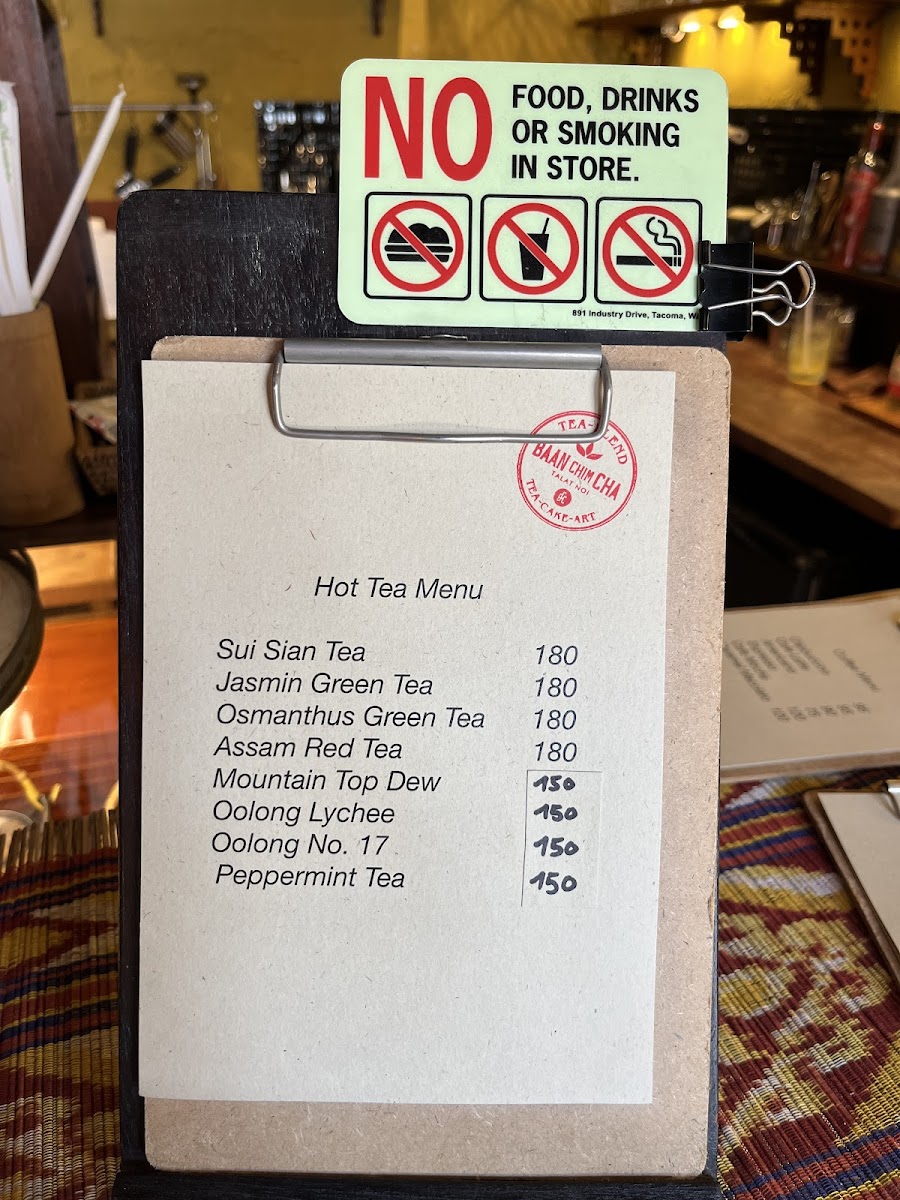 NO
FOOD, DRINKS
OR SMOKING
IN STORE.
891 Industry Drive, Tacoma,
TEA-
BAAN CHIM CHA
TALAT NOI
TEA-CAKE-ART
Hot Tea Menu
Sui Sian Tea 180
Jasmin Green Tea 180
Osmanthus Green Tea 180
Assam Red Tea 180
Mountain Top Dew 150
Oolong Lychee 150
Oolong No. 17 150
Peppermint Tea 150